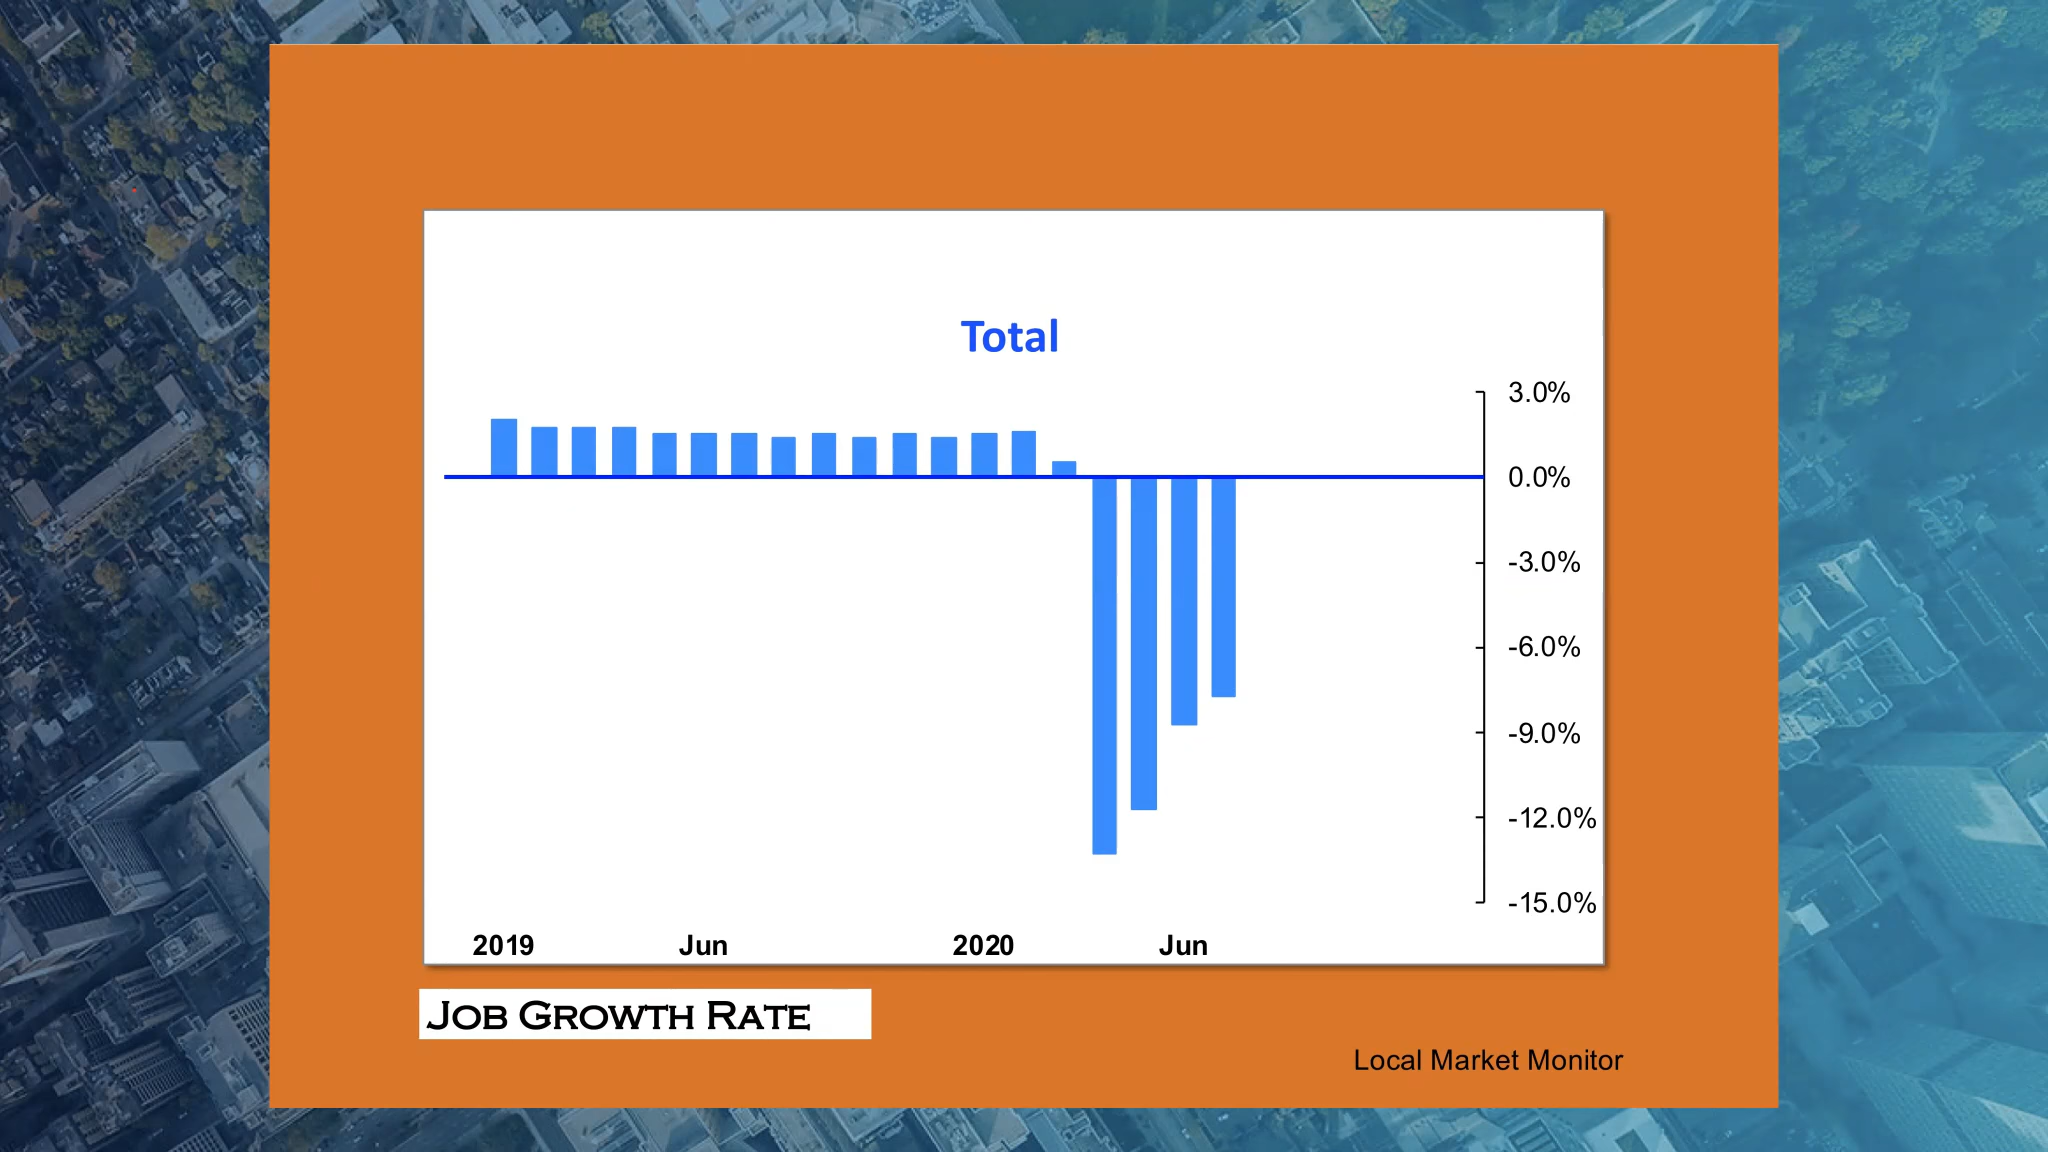 Total
3.0%
0.0%
-3.0%
-6.0%
-9.0%
-12.0%
-15.0%
2019 Jun 2020 Jun
JOB GROWTH RATE
Local Market Monitor